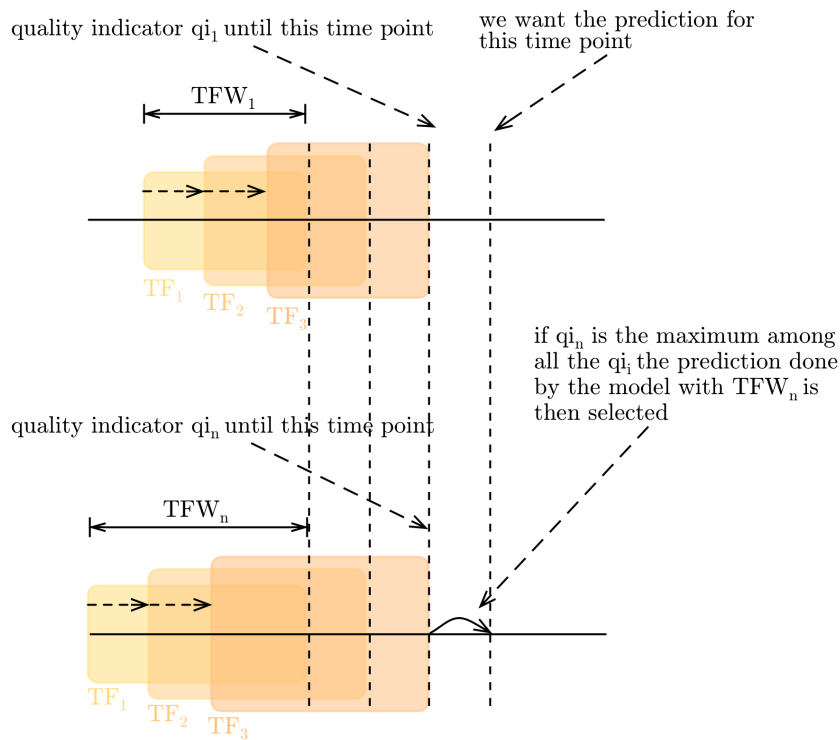 quality indicator qi₁ until this time point
we want the prediction for
this time point
TFW₁
TF₁
TF₂
TF₃
if qiₙ is the maximum among
all the qiᵢ the prediction done
by the model with TFWₙ is
then selected
quality indicator qiₙ until this time point
TFWₙ
TF₁
TF₂
TF₃